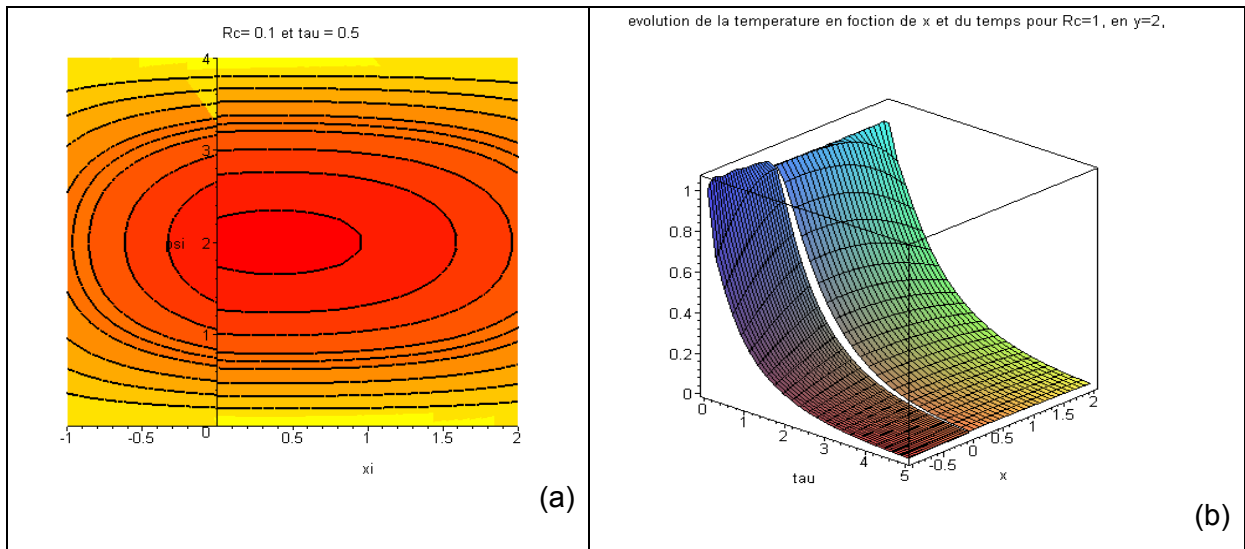 Rc= 0.1 et tau = 0.5
4
3
psi 2
1
0
-1 -0.5 0.5 1 1.5 2
xi
(a)
evolution de la temperature en foction de x et du temps pour Rc=1, en y=2,
1
0.8
0.6
0.4
0.2
0
0 1 2 3 4 5
tau
-0.5 0 0.5 1 1.5 2
x
(b)